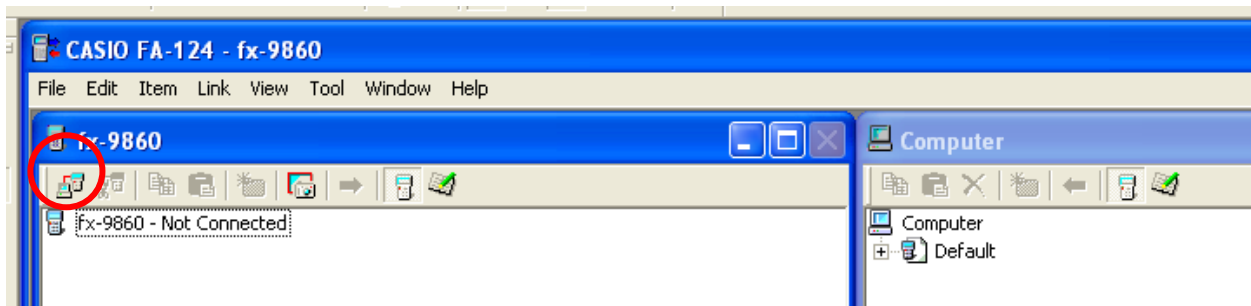 CASIO FA-124 - fx-9860
File Edit Item Link View Tool Window Help
fx-9860
Computer
fx-9860 - Not Connected
Computer
Default